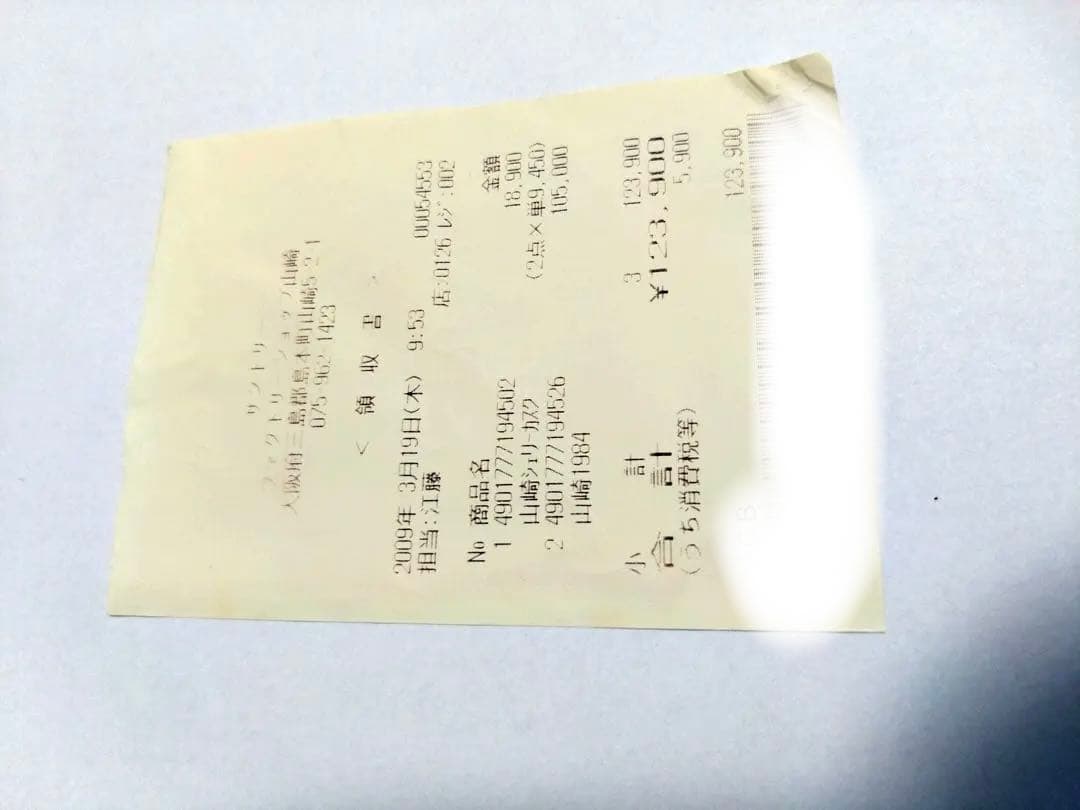 サントリー
ファクトリーショップ山崎
大阪府三島郡島本町山崎5-2-1
075-962-1423
< 領 収 書 >
2009年 3月19日(木) 9:53 00054553
担当:江藤 店:0126 レジ:002
No 商品名 金額
1 4901777194502 18,900
山崎シェリーカスク (2点×単9,450)
2 4901777194526 105,000
山崎1984
小 計 3 123,900
合 計 ¥123,900
(うち消費税等) 5,900
123,900